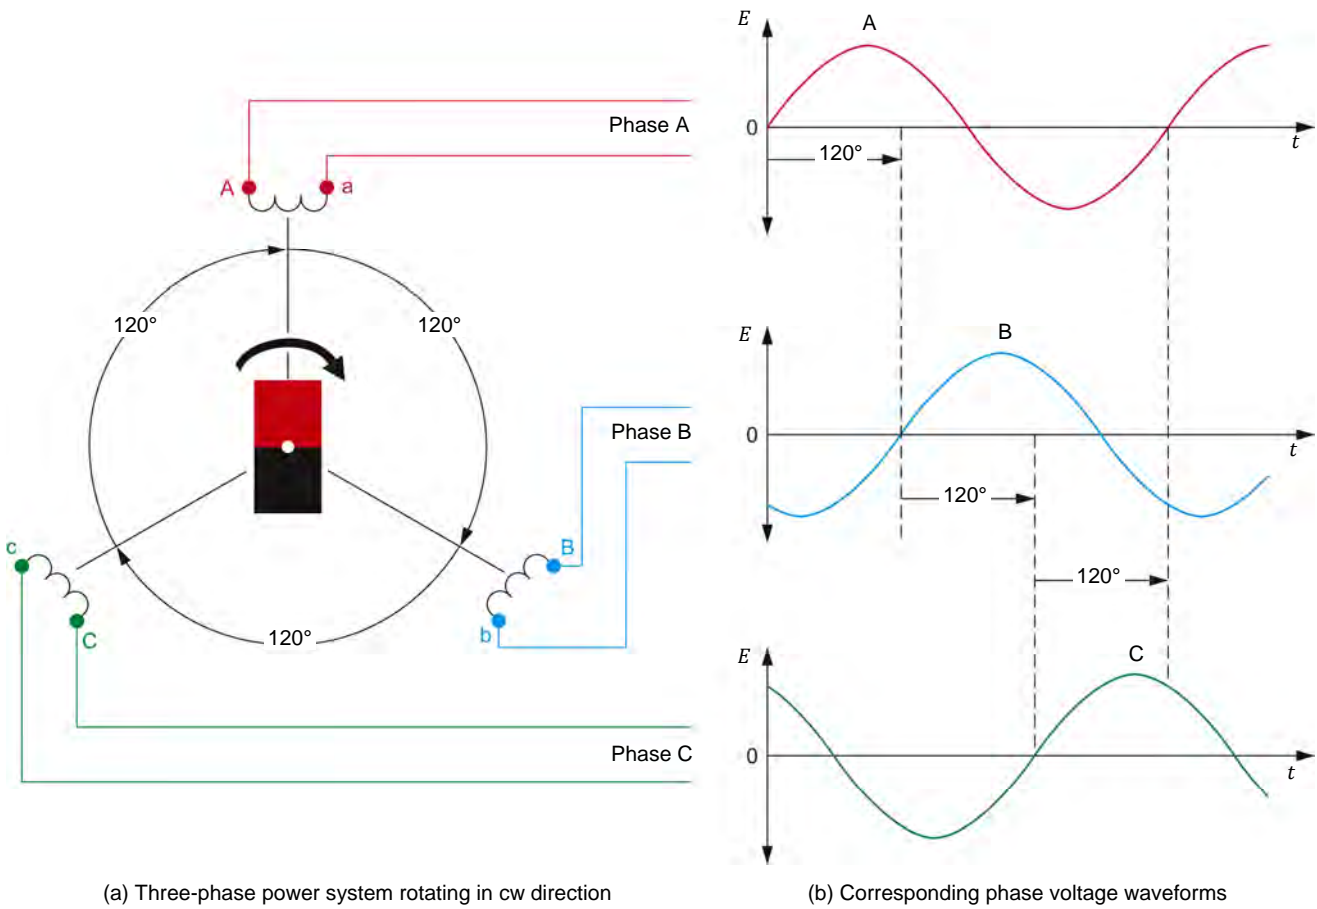 Phase A
A
a
120°
120°
Phase B
B
b
c
C
120°
Phase C
(a) Three-phase power system rotating in cw direction
E
A
0
120°
t
E
B
0
120°
t
120°
E
C
0
t
(b) Corresponding phase voltage waveforms